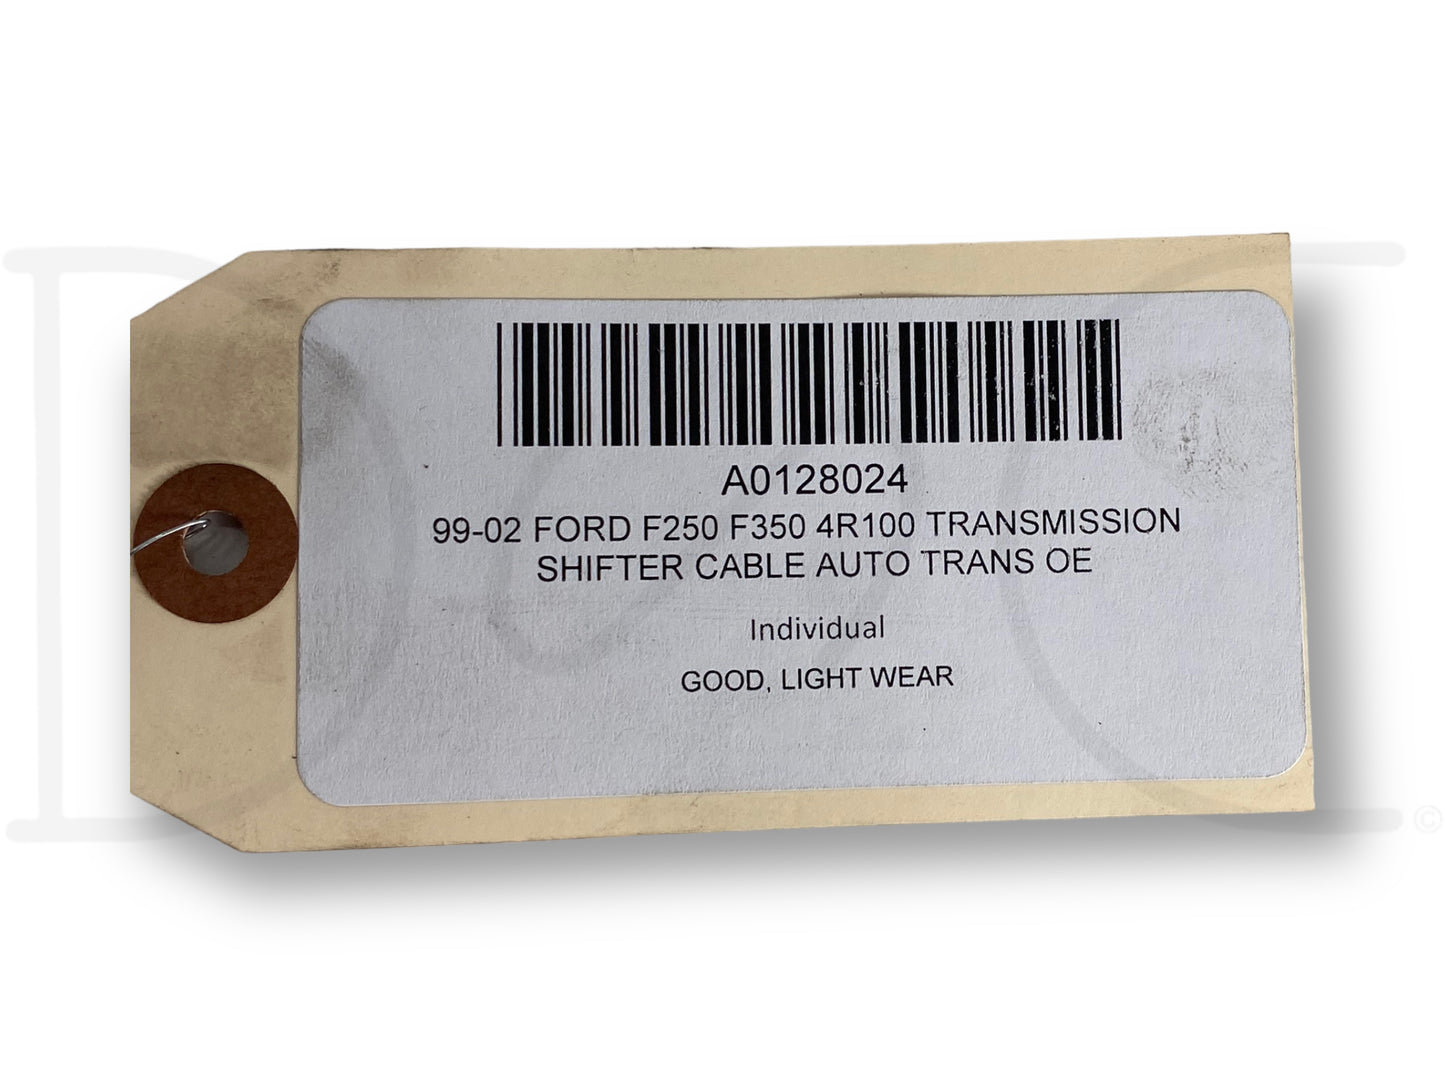 A0128024
99-02 FORD F250 F350 4R100 TRANSMISSION
SHIFTER CABLE AUTO TRANS OE
Individual
GOOD, LIGHT WEAR
©